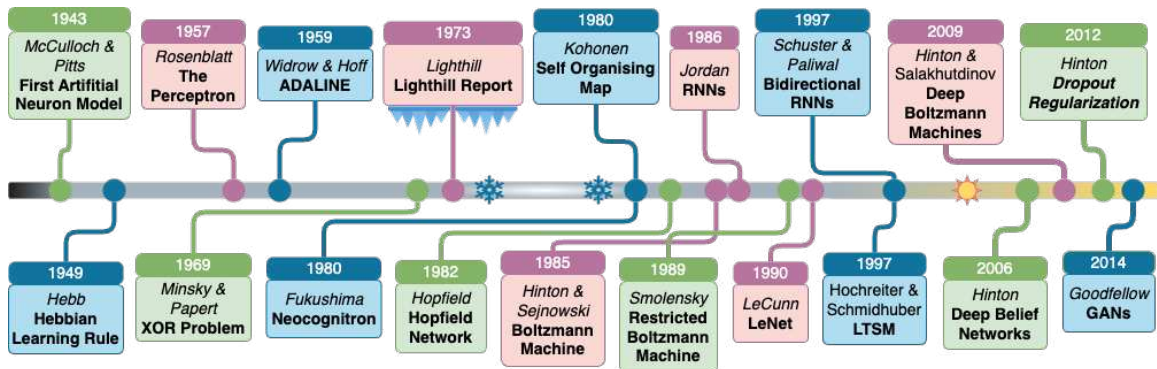 1943
McCulloch &
Pitts
First Artifitial
Neuron Model
1957
Rosenblatt
The
Perceptron
1959
Widrow & Hoff
ADALINE
1973
Lighthill
Lighthill Report
1980
Kohonen
Self Organising
Map
1986
Jordan
RNNs
1997
Schuster &
Paliwal
Bidirectional
RNNs
2009
Hinton &
Salakhutdinov
Deep
Boltzmann
Machines
2012
Hinton
Dropout
Regularization
1949
Hebb
Hebbian
Learning Rule
1969
Minsky &
Papert
XOR Problem
1980
Fukushima
Neocognitron
1982
Hopfield
Hopfield
Network
1985
Hinton &
Sejnowski
Boltzmann
Machine
1989
Smolensky
Restricted
Boltzmann
Machine
1990
LeCunn
LeNet
1997
Hochreiter &
Schmidhuber
LTSM
2006
Hinton
Deep Belief
Networks
2014
Goodfellow
GANs